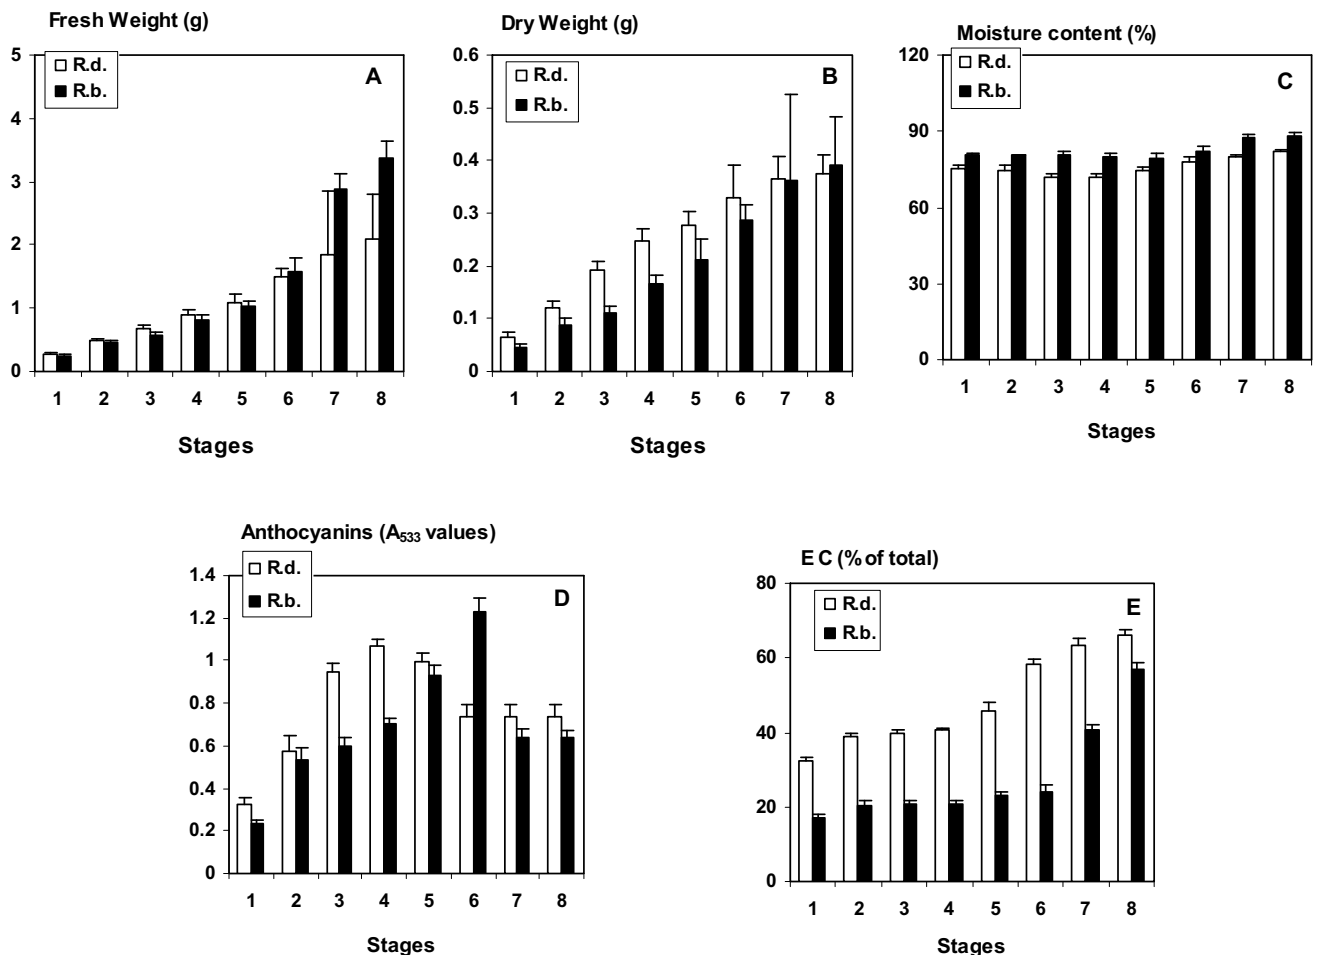 Fresh Weight (g)
5
4
3
2
1
0
R.d.
R.b.
A
1 2 3 4 5 6 7 8
Stages
Dry Weight (g)
0.6
0.5
0.4
0.3
0.2
0.1
0
R.d.
R.b.
B
1 2 3 4 5 6 7 8
Stages
Moisture content (%)
120
90
60
30
0
R.d.
R.b.
C
1 2 3 4 5 6 7 8
Stages
Anthocyanins (A533 values)
1.4
1.2
1
0.8
0.6
0.4
0.2
0
R.d.
R.b.
D
1 2 3 4 5 6 7 8
Stages
E C (% of total)
80
60
40
20
0
R.d.
R.b.
E
1 2 3 4 5 6 7 8
Stages